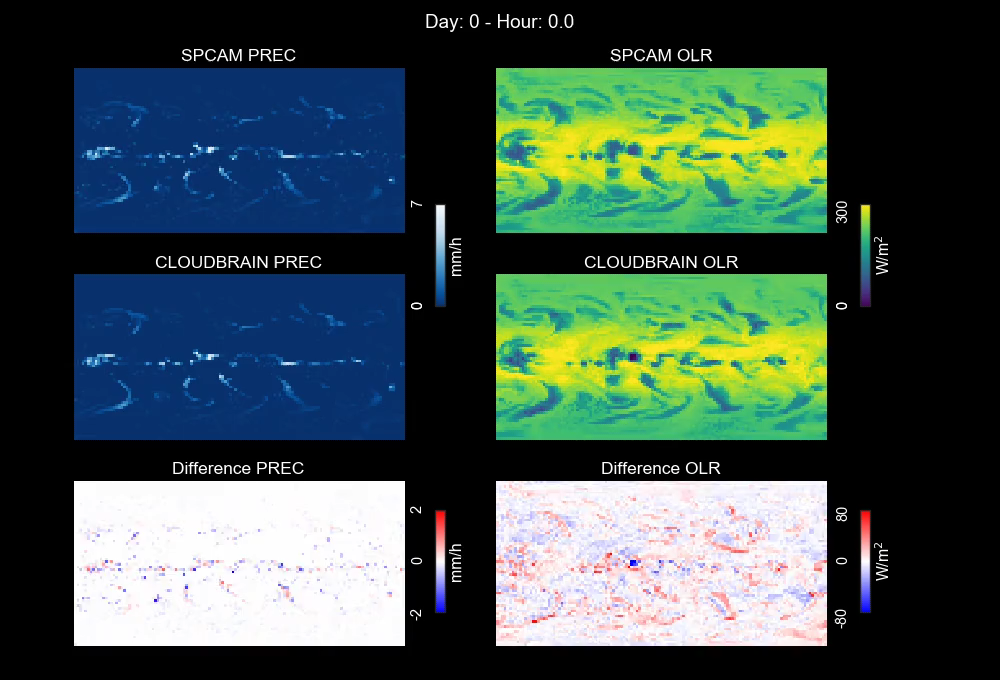 Day: 0 - Hour: 0.0
SPCAM PREC
SPCAM OLR
7
0
mm/h
300
0
W/m²
CLOUDBRAIN PREC
CLOUDBRAIN OLR
Difference PREC
Difference OLR
2
0
-2
mm/h
80
0
-80
W/m²